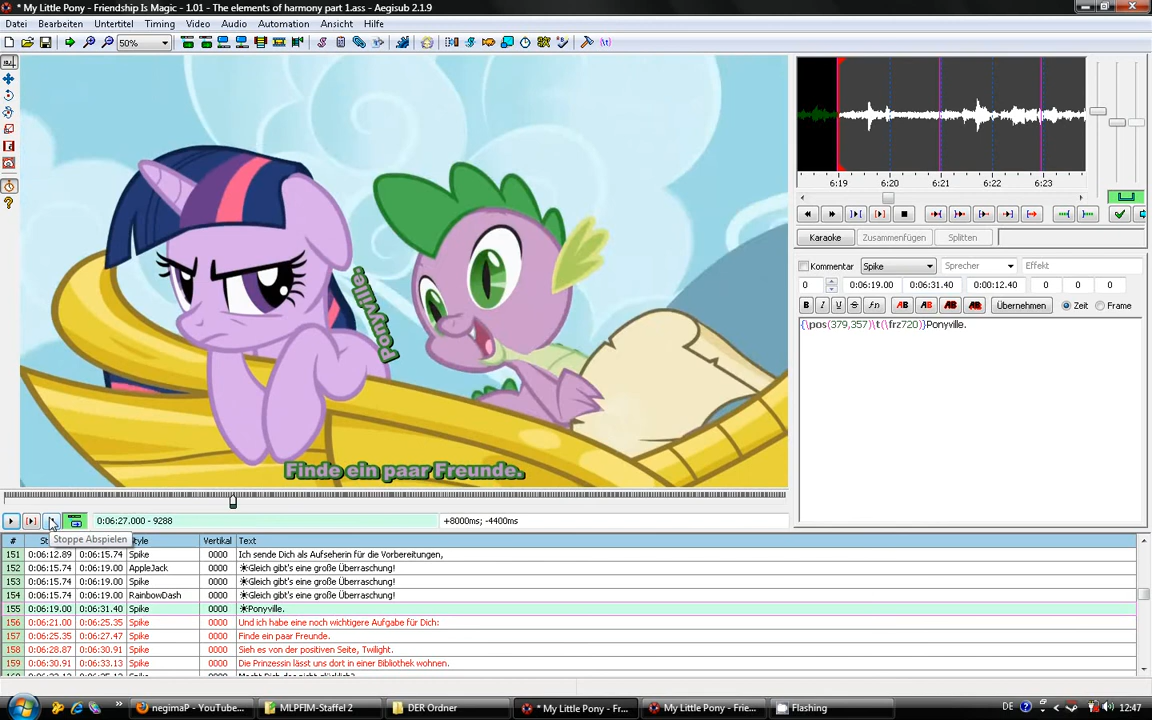 * My Little Pony - Friendship Is Magic - 1.01 - The elements of harmony part 1.ass - Aegisub 2.1.9
Datei Bearbeiten Untertitel Timing Video Audio Automation Ansicht Hilfe
50%
6:19 6:20 6:21 6:22 6:23
Karaoke Zusammenfügen Splitten
Kommentar Spike Sprecher Effekt
0 0:06:19.00 0:06:31.40 0 0 0
B I U S fn AB AB AB AB Übernehmen Zeit Frame
{\pos(379,357)\t(\frz720)}Ponyville.
Ponyville.
Finde ein paar Freunde.
0:06:27.000 - 9288 +8000ms; -4400ms
Stoppe Abspielen
# St Style Vertikal Text
151 0:06:12.89 0:06:15.74 Spike 0000 Ich sende Dich als Aufseherin für die Vorbereitungen,
152 0:06:15.74 0:06:19.00 AppleJack 0000 ☀Gleich gibt's eine große Überraschung!
153 0:06:15.74 0:06:19.00 Spike 0000 ☀Gleich gibt's eine große Überraschung!
154 0:06:15.74 0:06:19.00 RainbowDash 0000 ☀Gleich gibt's eine große Überraschung!
155 0:06:19.00 0:06:31.40 Spike 0000 ☀Ponyville.
156 0:06:21.00 0:06:25.35 Spike 0000 Und ich habe eine noch wichtigere Aufgabe für Dich:
157 0:06:25.35 0:06:27.47 Spike 0000 Finde ein paar Freunde.
158 0:06:28.87 0:06:30.91 Spike 0000 Sieh es von der positiven Seite, Twilight.
159 0:06:30.91 0:06:33.13 Spike 0000 Die Prinzessin lässt uns dort in einer Bibliothek wohnen.
negimaP - YouTube... MLPFIM-Staffel 2 DER Ordner * My Little Pony - Fr... My Little Pony - Frie... Flashing DE 12:47